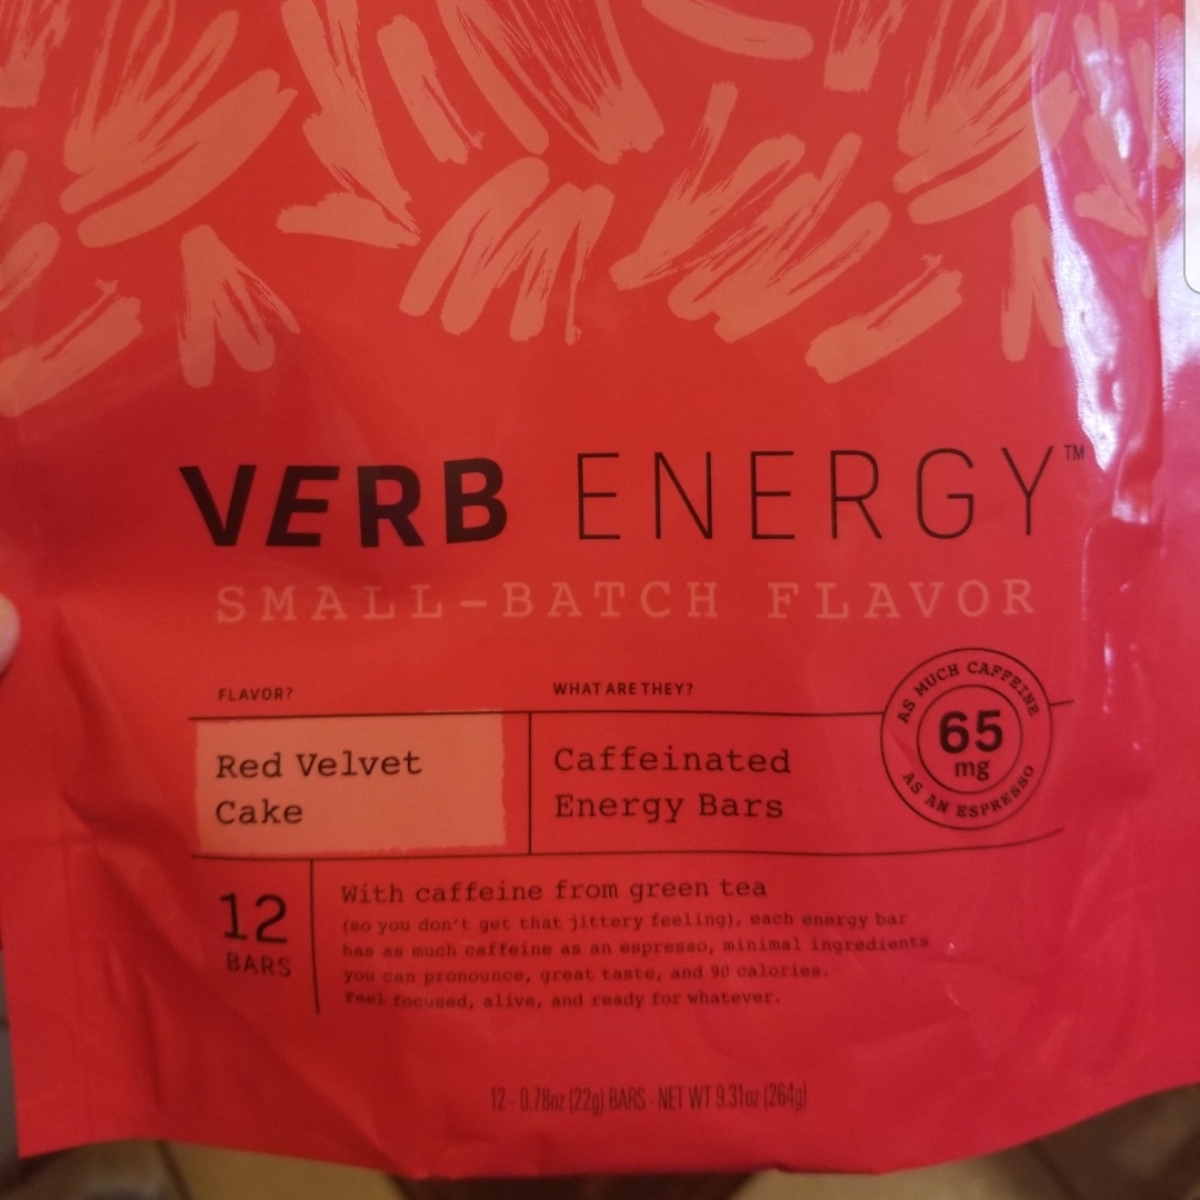 VERB ENERGY™
SMALL-BATCH FLAVOR
FLAVOR?
Red Velvet
Cake
WHAT ARE THEY?
Caffeinated
Energy Bars
AS MUCH CAFFEINE
65
mg
AS AN ESPRESSO
12
BARS
With caffeine from green tea
(so you don't get that jittery feeling), each energy bar
has as much caffeine as an espresso, minimal ingredients
you can pronounce, great taste, and 90 calories.
Feel focused, alive, and ready for whatever.
12 - 0.78oz (22g) BARS - NET WT 9.31oz (264g)